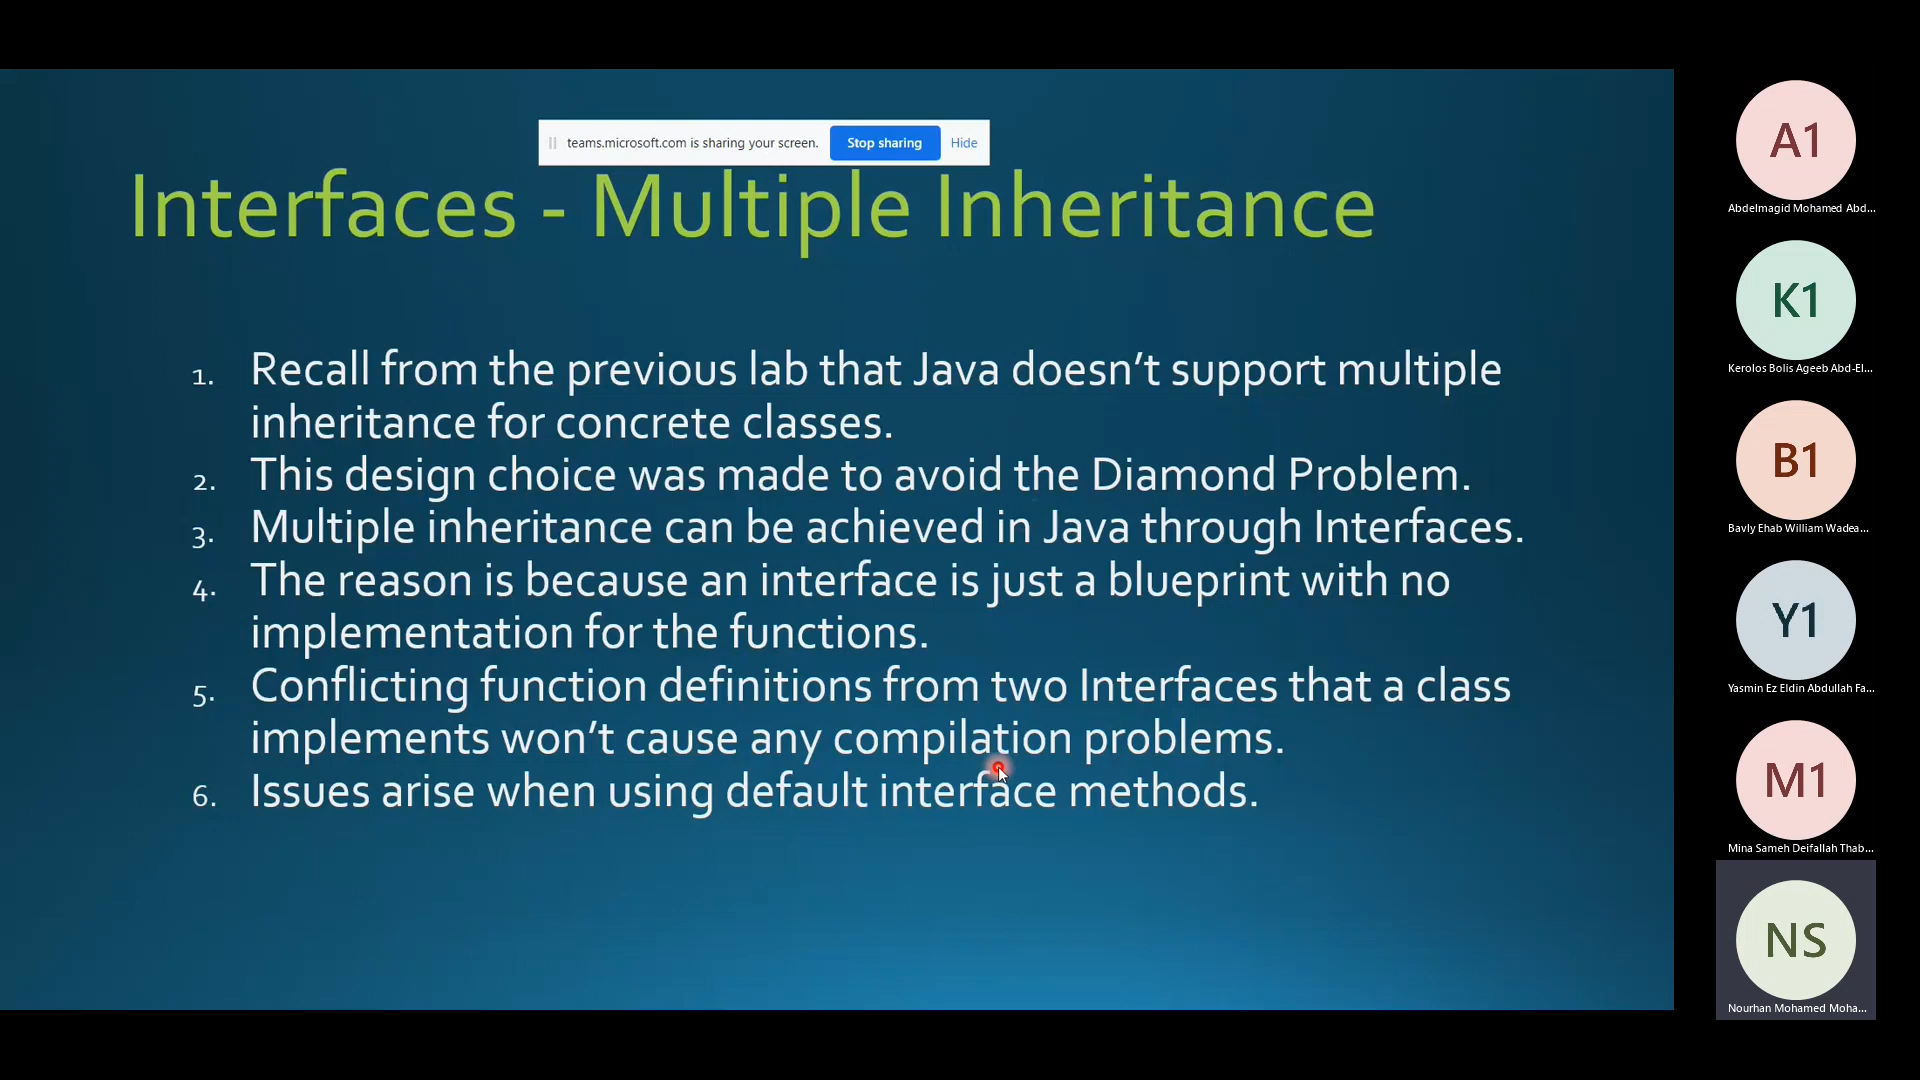 teams.microsoft.com is sharing your screen. Stop sharing Hide
Interfaces - Multiple Inheritance
1. Recall from the previous lab that Java doesn’t support multiple
inheritance for concrete classes.
2. This design choice was made to avoid the Diamond Problem.
3. Multiple inheritance can be achieved in Java through Interfaces.
4. The reason is because an interface is just a blueprint with no
implementation for the functions.
5. Conflicting function definitions from two Interfaces that a class
implements won’t cause any compilation problems.
6. Issues arise when using default interface methods.
A1
Abdelmagid Mohamed Abd...
K1
Kerolos Bolis Ageeb Abd-El...
B1
Bavly Ehab William Wadea...
Y1
Yasmin Ez Eldin Abdullah Fa...
M1
Mina Sameh Deifallah Thab...
NS
Nourhan Mohamed Moha...